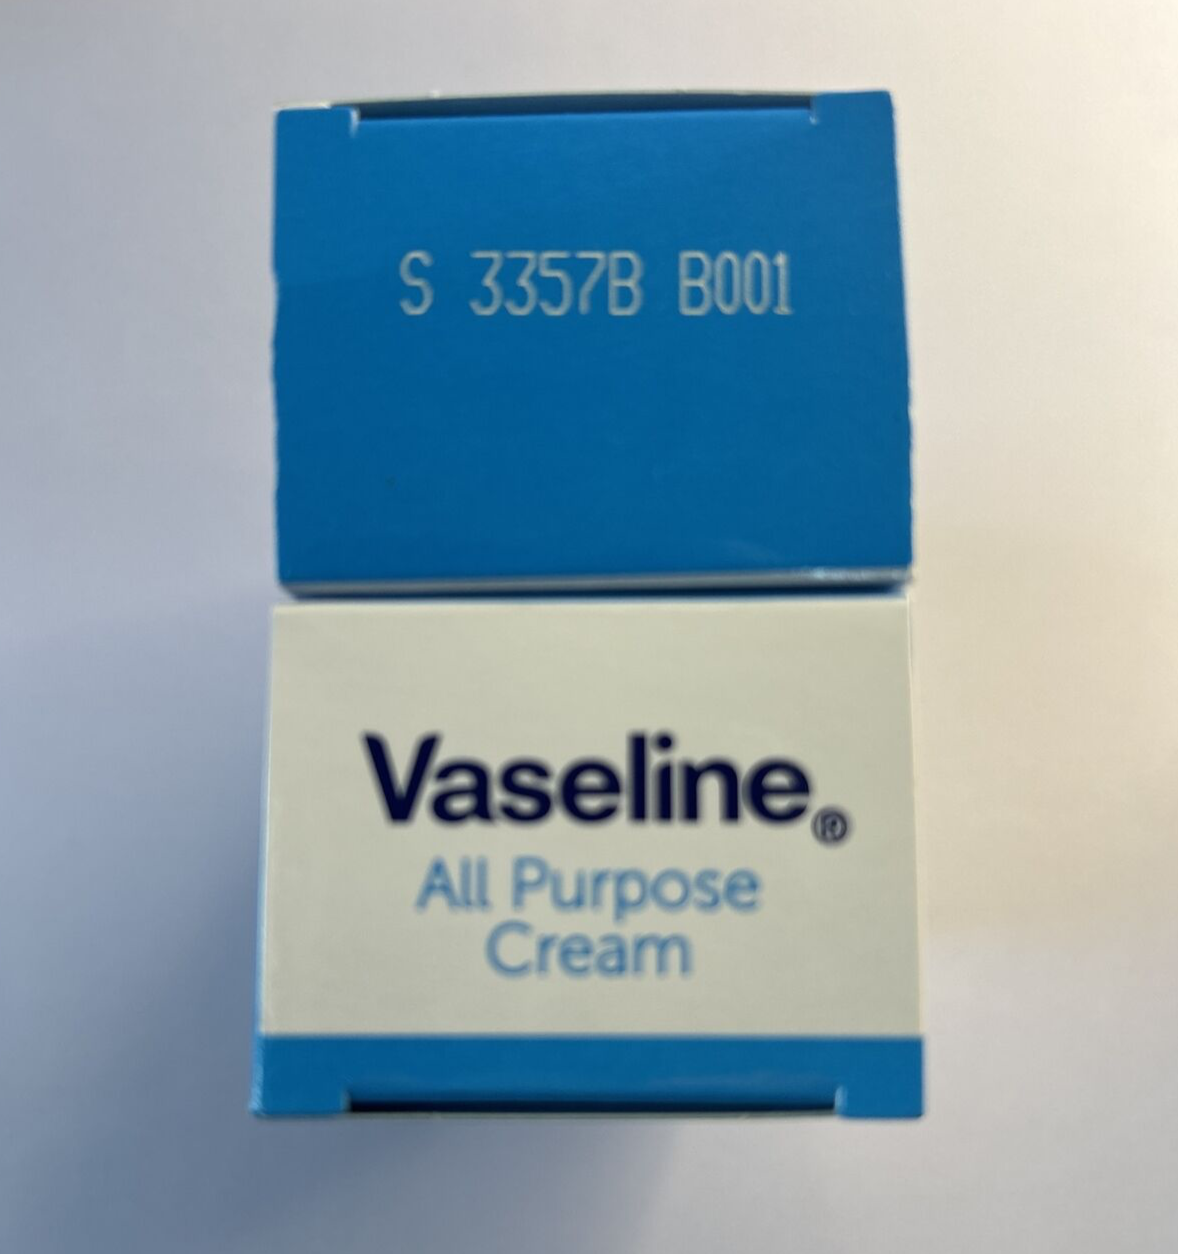 S 3357B B001
Vaseline®
All Purpose
Cream